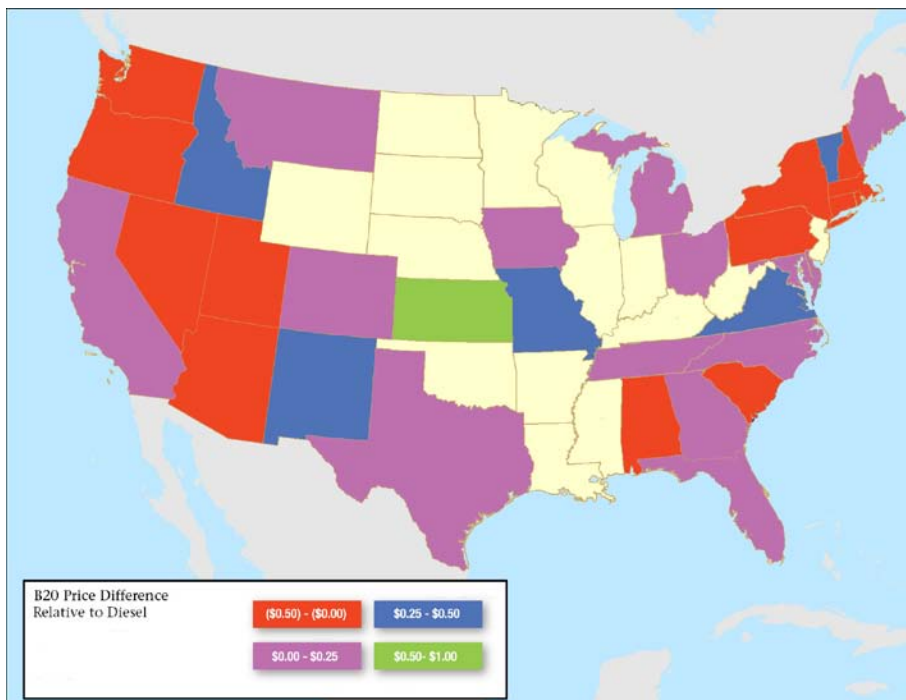 B20 Price Difference
Relative to Diesel
($0.50) - ($0.00)
$0.25 - $0.50
$0.00 - $0.25
$0.50- $1.00